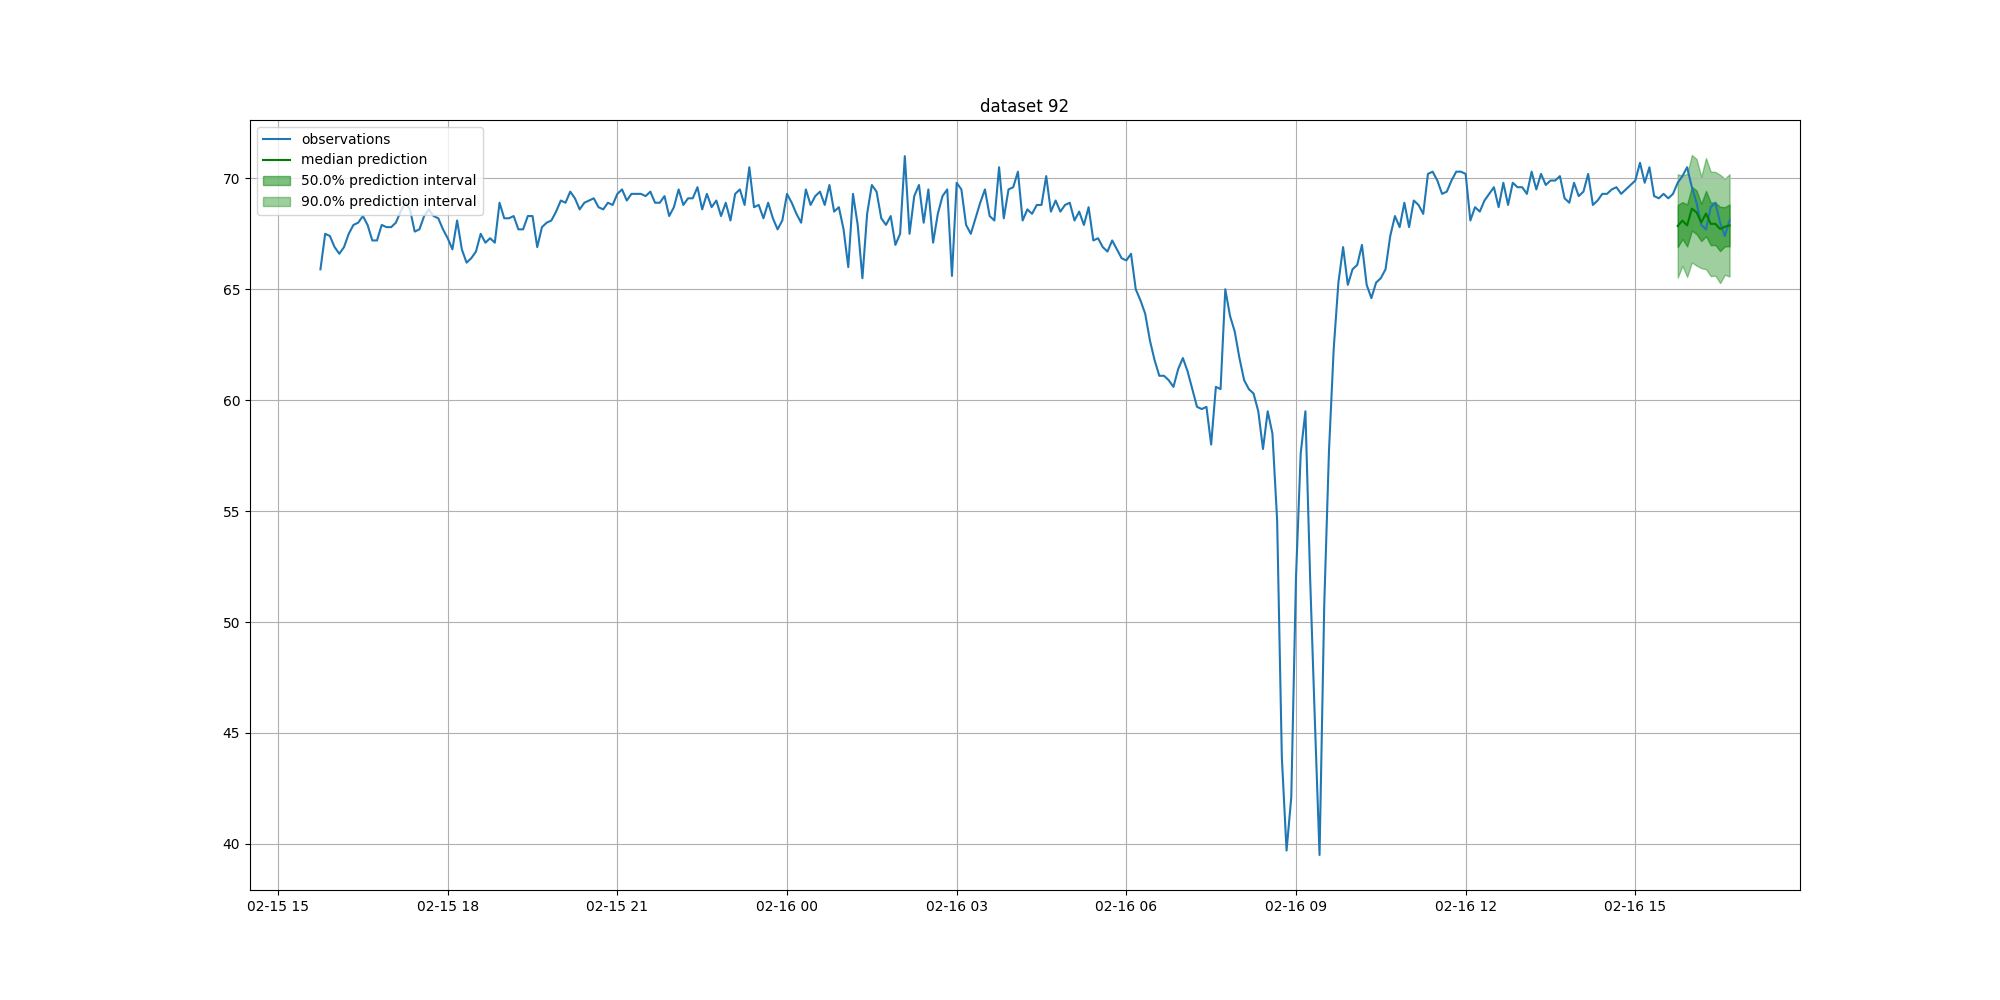 dataset 92
observations
median prediction
50.0% prediction interval
90.0% prediction interval
70
65
60
55
50
45
40
02-15 15 02-15 18 02-15 21 02-16 00 02-16 03 02-16 06 02-16 09 02-16 12 02-16 15